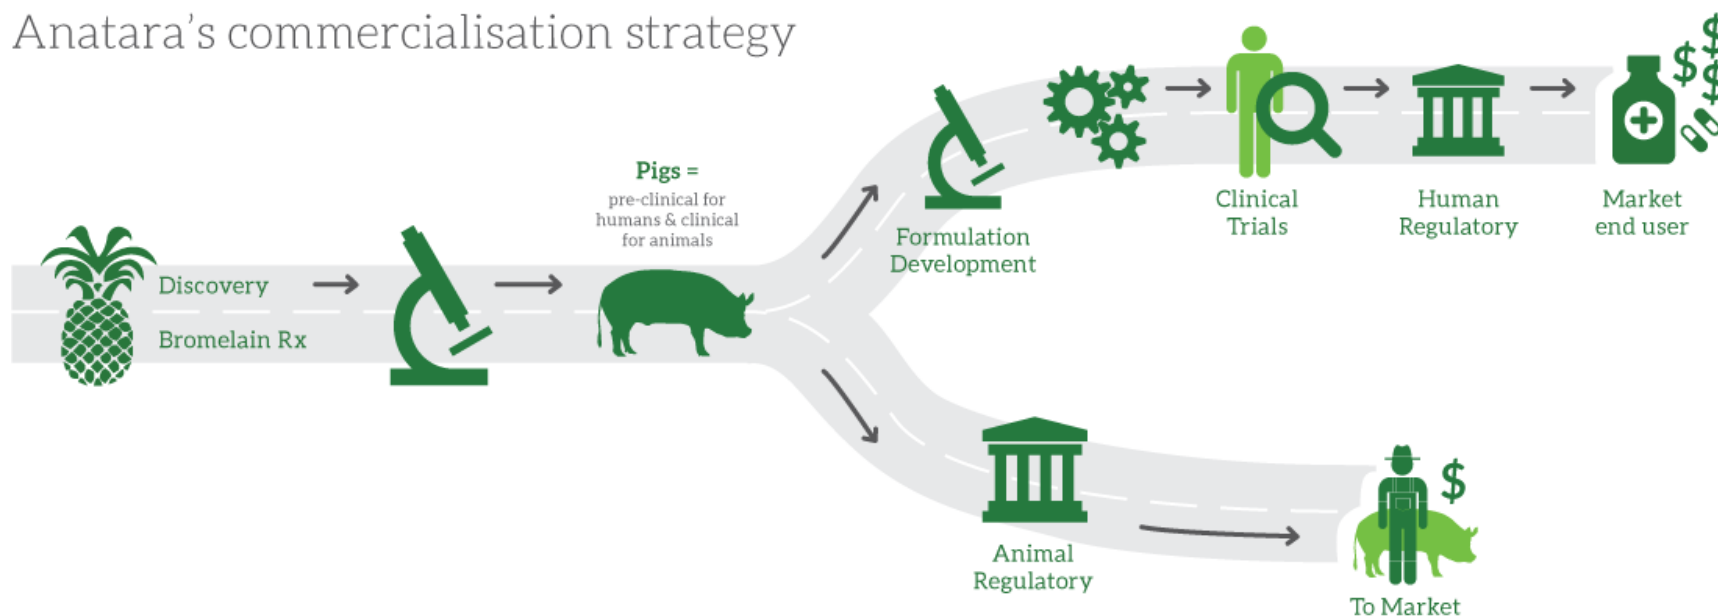 Anatara’s commercialisation strategy
Discovery
Bromelain Rx
Pigs =
pre-clinical for
humans & clinical
for animals
Formulation
Development
Clinical
Trials
Human
Regulatory
Market
end user
$
$
$
Animal
Regulatory
$
To Market